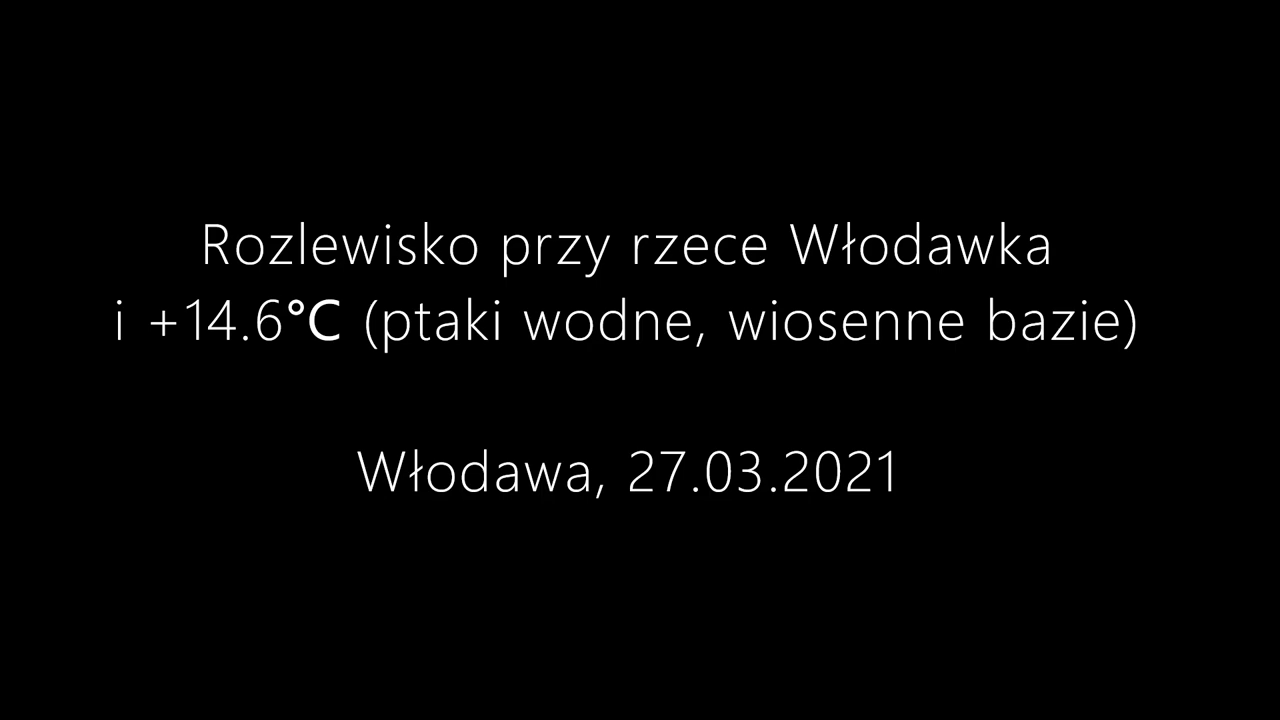 Rozlewisko przy rzece Włodawka
i +14.6°C (ptaki wodne, wiosenne bazie)
Włodawa, 27.03.2021